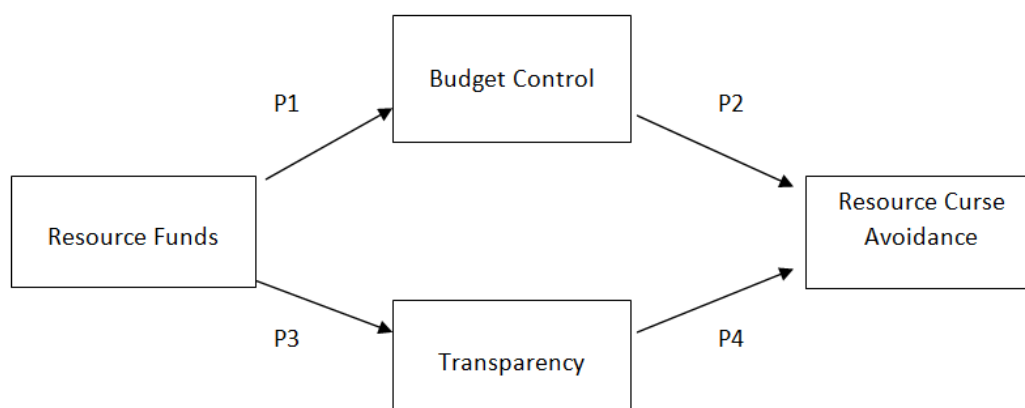 Budget Control
P1
P2
Resource Funds
Resource Curse
Avoidance
P3
P4
Transparency